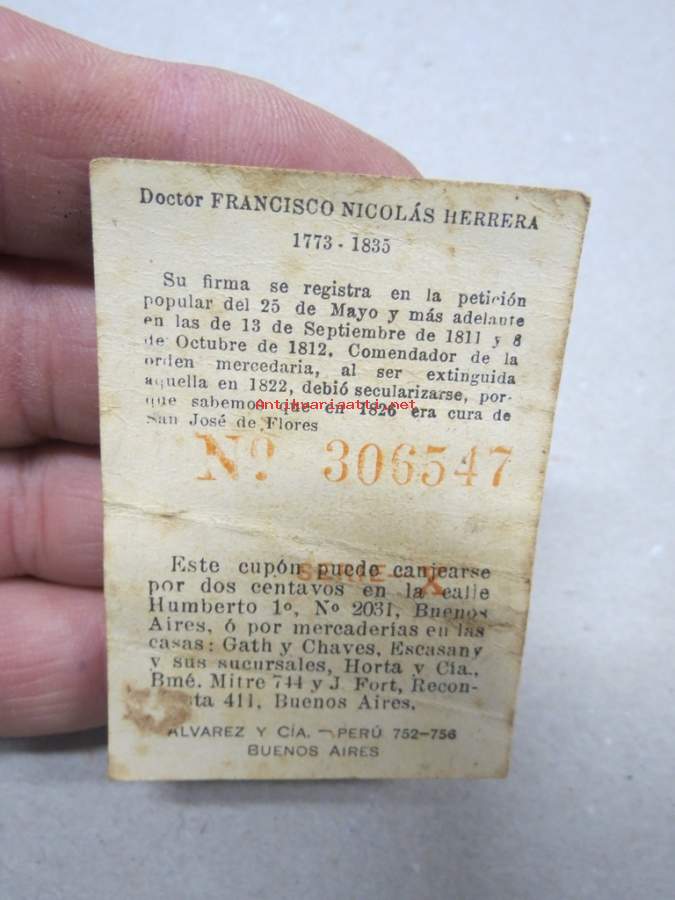 Doctor FRANCISCO NICOLÁS HERRERA
1773 - 1835
Su firma se registra en la petición
popular del 25 de Mayo y más adelante
en las de 13 de Septiembre de 1811 y 8
de Octubre de 1812. Comendador de la
orden mercedaria, al ser extinguida
aquella en 1822, debió secularizarse, por-
que sabemos que en 1826 era cura de
Antikvariaattd.net
San José de Flores
Nº 306547
Este cupón puede canjearse
SERIE X
por dos centavos en la calle
Humberto 1º, Nº 2031, Buenos
Aires, ó por mercaderías en las
casas: Gath y Chaves, Escasany
y sus sucursales, Horta y Cía.,
Bmé. Mitre 744 y J. Fort, Recon-
sta 411, Buenos Aires.
ALVAREZ Y CÍA. - PERÚ 752-756
BUENOS AIRES